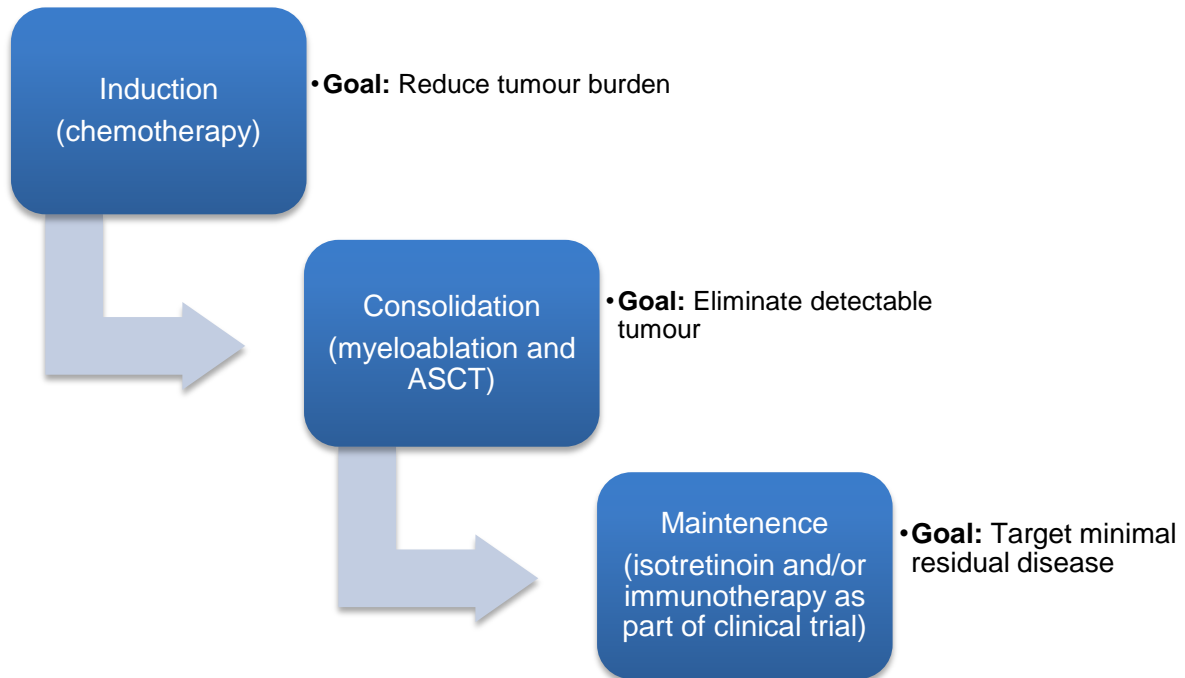 Induction
(chemotherapy)
•Goal: Reduce tumour burden
Consolidation
(myeloablation and
ASCT)
•Goal: Eliminate detectable
tumour
Maintenence
(isotretinoin and/or
immunotherapy as
part of clinical trial)
•Goal: Target minimal
residual disease